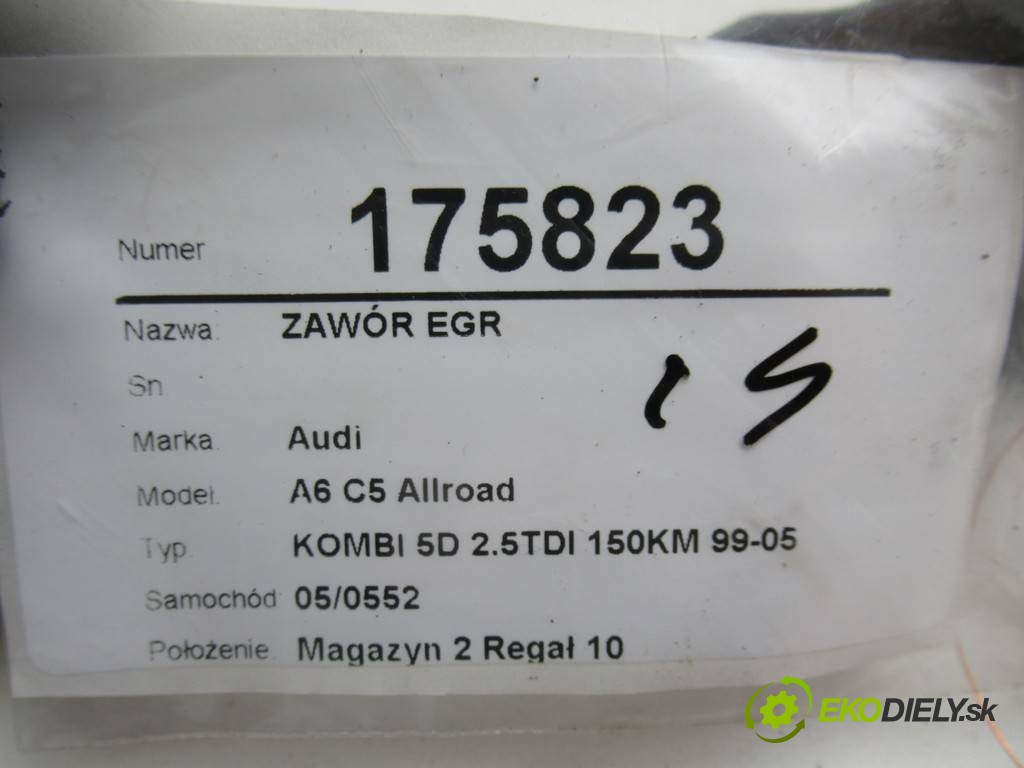 Numer 175823
Nazwa: ZAWÓR EGR
Sn
Marka Audi
Model. A6 C5 Allroad
Typ. KOMBI 5D 2.5TDI 150KM 99-05
Samochód 05/0552
Położenie. Magazyn 2 Regał 10
EKODIELY.sk